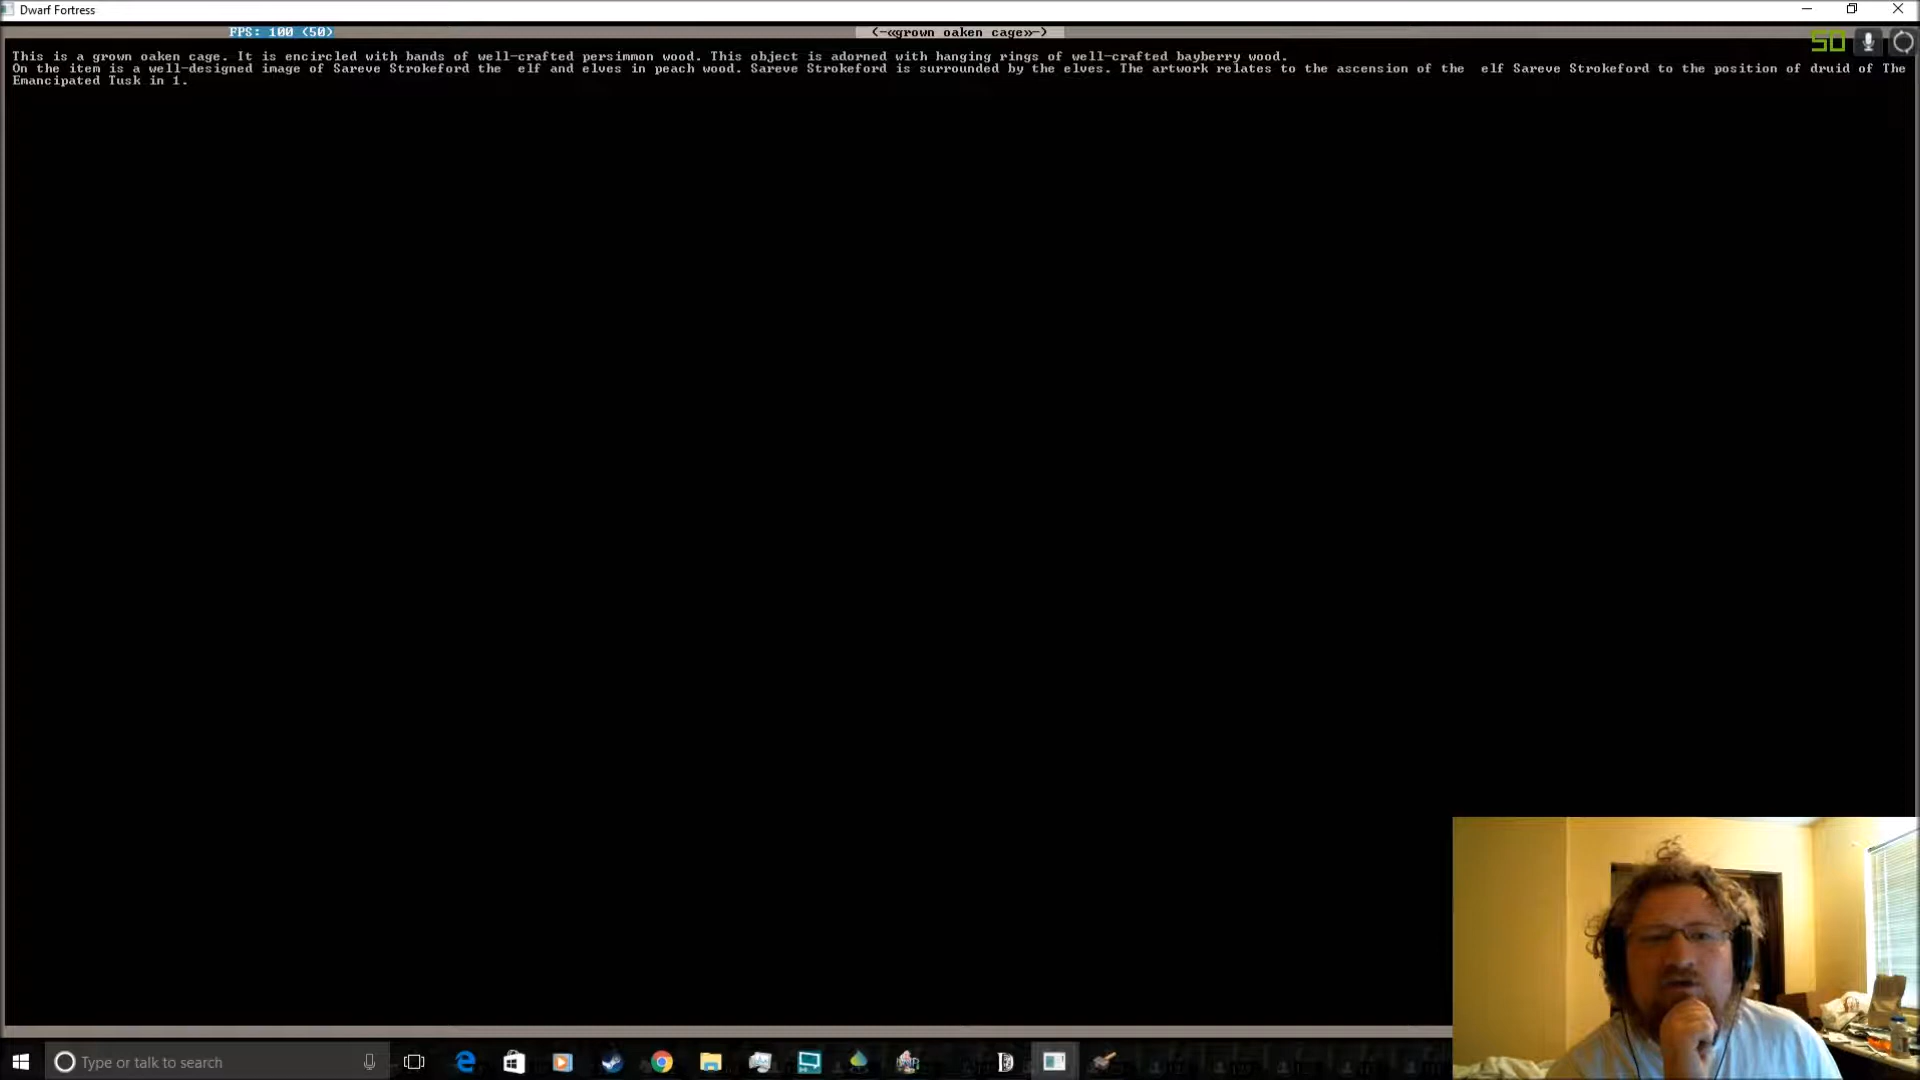 Dwarf Fortress
FPS: 100 (50)
(-«grown oaken cage»-)
50
This is a grown oaken cage. It is encircled with bands of well-crafted persimmon wood. This object is adorned with hanging rings of well-crafted bayberry wood.
On the item is a well-designed image of Sareve Strokeford the  elf and elves in peach wood. Sareve Strokeford is surrounded by the elves. The artwork relates to the ascension of the  elf Sareve Strokeford to the position of druid of The
Emancipated Tusk in 1.
Type or talk to search